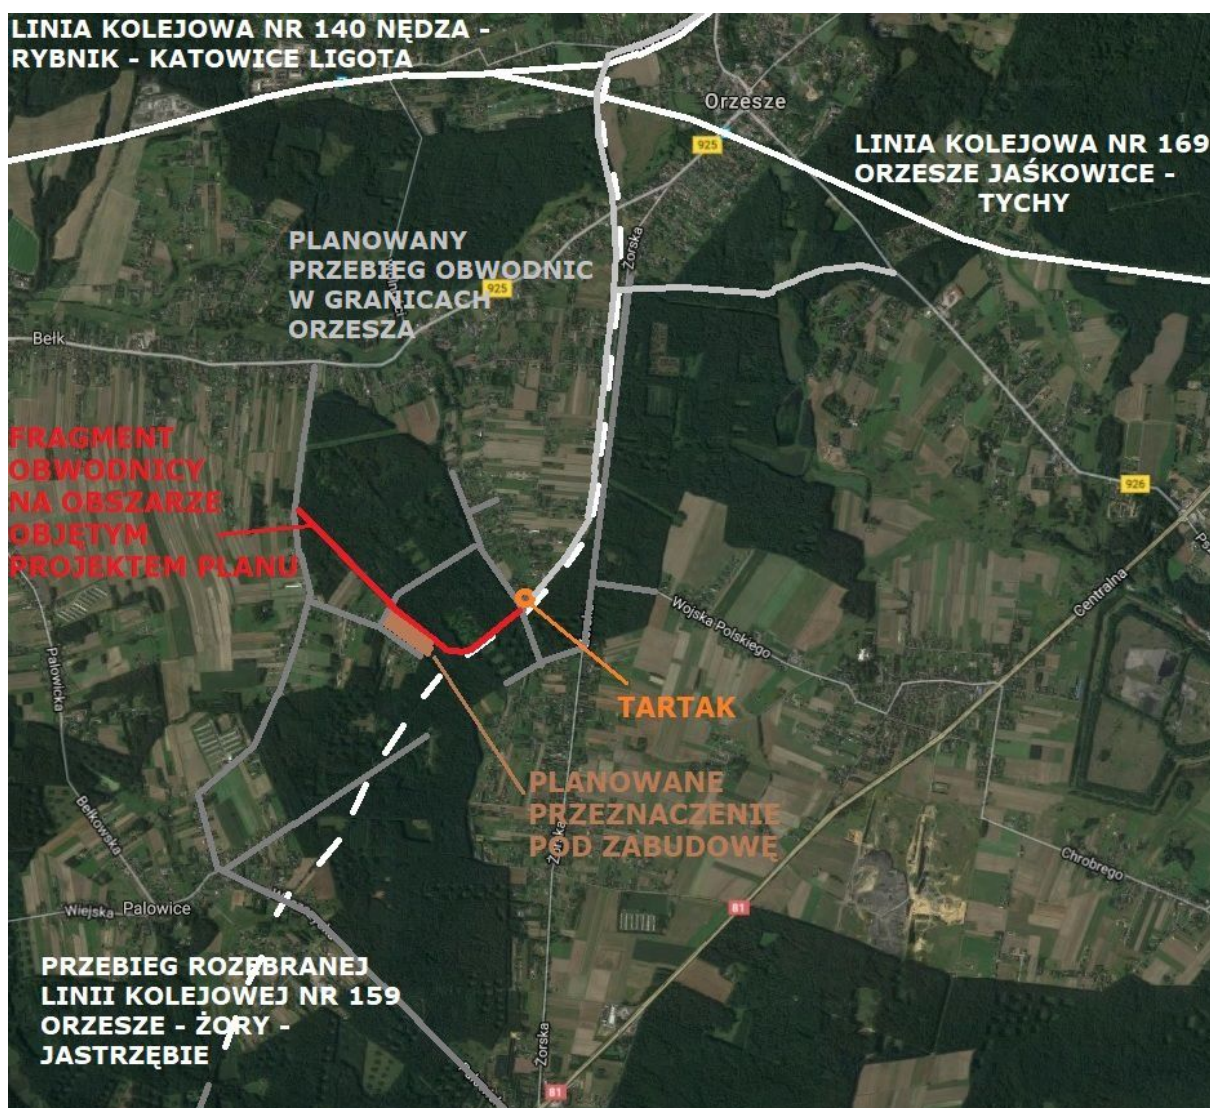 LINIA KOLEJOWA NR 140 NĘDZA -
RYBNIK - KATOWICE LIGOTA
Orzesze
925
LINIA KOLEJOWA NR 169
ORZESZE JAŚKOWICE -
TYCHY
PLANOWANY
PRZEBIEG OBWODNIC
W GRANICACH
ORZESZA
Żorska
925
Bełk
FRAGMENT
OBWODNICY
NA OBSZARZE
OBJĘTYM
PROJEKTEM PLANU
926
Centralna
Wojska Polskiego
Palowicka
TARTAK
PLANOWANE
PRZEZNACZENIE
POD ZABUDOWĘ
Żorska
Bełkowska
Chrobrego
Wiejska
Palowice
81
PRZEBIEG ROZEBRANEJ
LINII KOLEJOWEJ NR 159
ORZESZE - ŻORY -
JASTRZĘBIE
Żorska
81